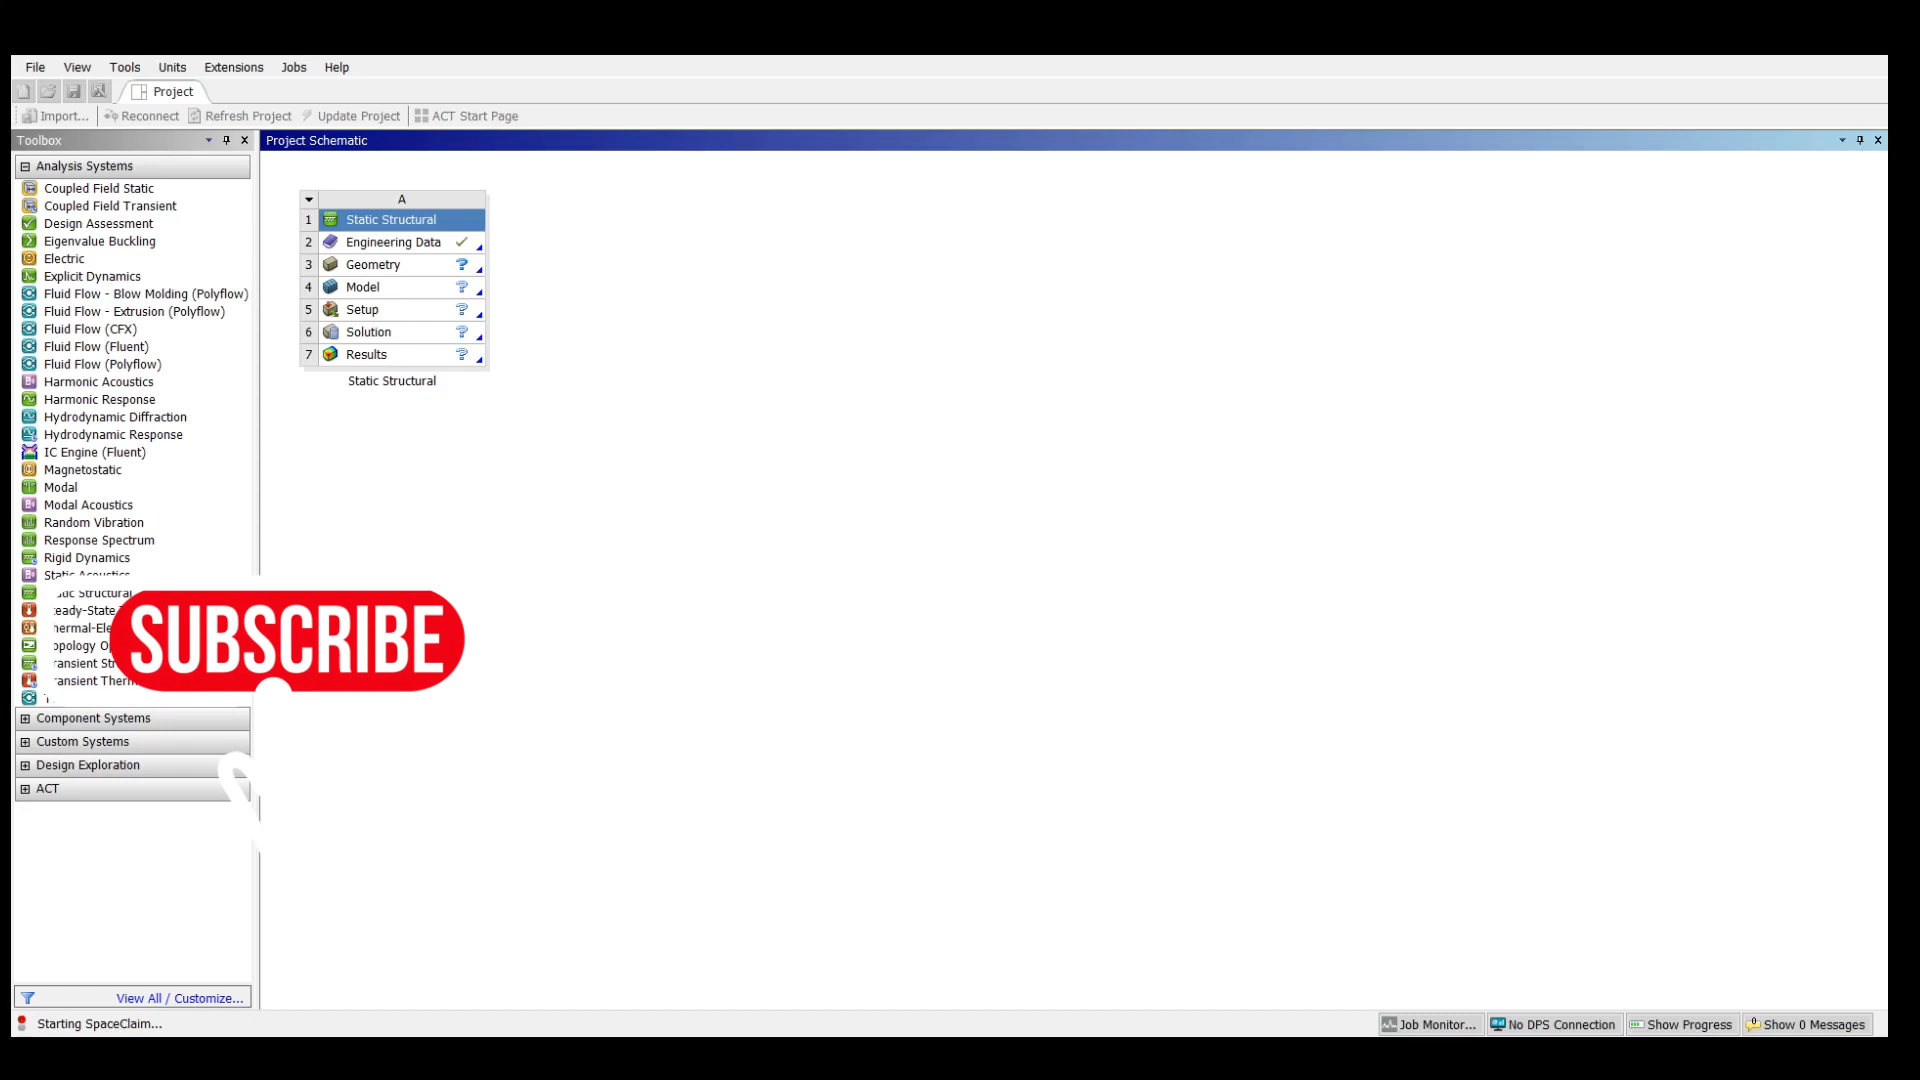 File View Tools Units Extensions Jobs Help
Project
Import... Reconnect Refresh Project Update Project ACT Start Page
Toolbox
Project Schematic
Analysis Systems
Coupled Field Static
Coupled Field Transient
Design Assessment
Eigenvalue Buckling
Electric
Explicit Dynamics
Fluid Flow - Blow Molding (Polyflow)
Fluid Flow - Extrusion (Polyflow)
Fluid Flow (CFX)
Fluid Flow (Fluent)
Fluid Flow (Polyflow)
Harmonic Acoustics
Harmonic Response
Hydrodynamic Diffraction
Hydrodynamic Response
IC Engine (Fluent)
Magnetostatic
Modal
Modal Acoustics
Random Vibration
Response Spectrum
Rigid Dynamics
Static Acoustics
Structural
Component Systems
Custom Systems
Design Exploration
ACT
View All / Customize...
A
1 Static Structural
2 Engineering Data
3 Geometry ?
4 Model ?
5 Setup ?
6 Solution ?
7 Results ?
Static Structural
SUBSCRIBE
Starting SpaceClaim...
Job Monitor... No DPS Connection Show Progress Show 0 Messages